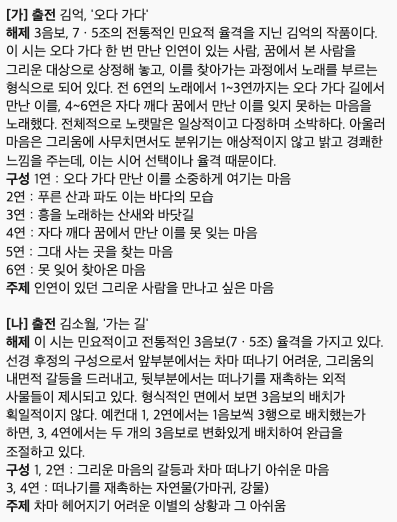 [가] 출전 김억, '오다 가다'
해제 3음보, 7·5조의 전통적인 민요적 율격을 지닌 김억의 작품이다.
이 시는 오다 가다 한 번 만난 인연이 있는 사람, 꿈에서 본 사람을
그리운 대상으로 상정해 놓고, 이를 찾아가는 과정에서 노래를 부르는
형식으로 되어 있다. 전 6연의 노래에서 1~3연까지는 오다 가다 길에서
만난 이를, 4~6연은 자다 깨다 꿈에서 만난 이를 잊지 못하는 마음을
노래했다. 전체적으로 노랫말은 일상적이고 다정하며 소박하다. 아울러
마음은 그리움에 사무치면서도 분위기는 애상적이지 않고 밝고 경쾌한
느낌을 주는데, 이는 시어 선택이나 율격 때문이다.
구성 1연 : 오다 가다 만난 이를 소중하게 여기는 마음
2연 : 푸른 산과 파도 이는 바다의 모습
3연 : 흥을 노래하는 산새와 바닷길
4연 : 자다 깨다 꿈에서 만난 이를 못 잊는 마음
5연 : 그대 사는 곳을 찾는 마음
6연 : 못 잊어 찾아온 마음
주제 인연이 있던 그리운 사람을 만나고 싶은 마음
[나] 출전 김소월, '가는 길'
해제 이 시는 민요적이고 전통적인 3음보(7·5조) 율격을 가지고 있다.
선경 후정의 구성으로서 앞부분에서는 차마 떠나기 어려운, 그리움의
내면적 갈등을 드러내고, 뒷부분에서는 떠나기를 재촉하는 외적
사물들이 제시되고 있다. 형식적인 면에서 보면 3음보의 배치가
획일적이지 않다. 예컨대 1, 2연에서는 1음보씩 3행으로 배치했는가
하면, 3, 4연에서는 두 개의 3음보로 변화있게 배치하여 완급을
조절하고 있다.
구성 1, 2연 : 그리운 마음의 갈등과 차마 떠나기 아쉬운 마음
3, 4연 : 떠나기를 재촉하는 자연물(까마귀, 강물)
주제 차마 헤어지기 어려운 이별의 상황과 그 아쉬움